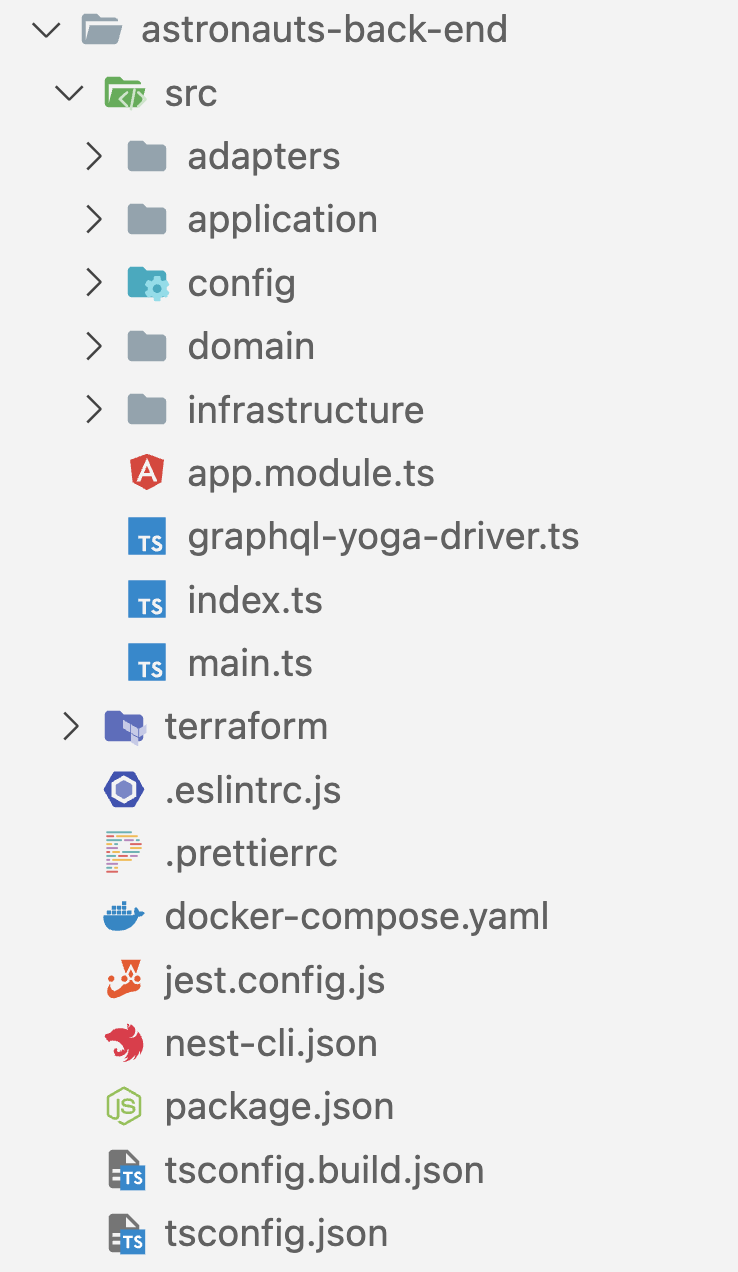 astronauts-back-end
src
adapters
application
config
domain
infrastructure
app.module.ts
graphql-yoga-driver.ts
index.ts
main.ts
terraform
.eslintrc.js
.prettierrc
docker-compose.yaml
jest.config.js
nest-cli.json
package.json
tsconfig.build.json
tsconfig.json